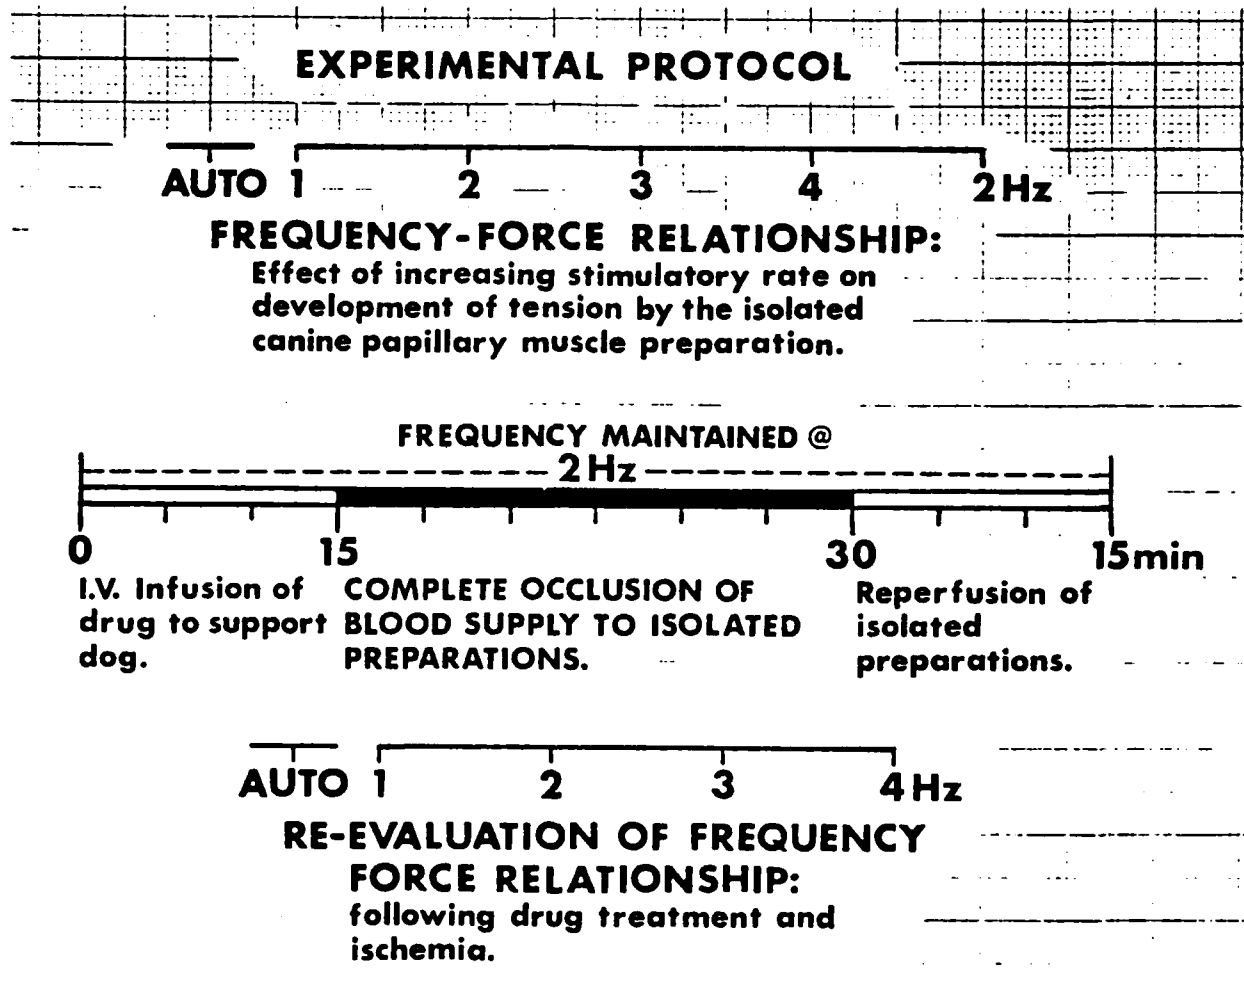 EXPERIMENTAL PROTOCOL
AUTO 1 2 3 4 2Hz
FREQUENCY-FORCE RELATIONSHIP:
Effect of increasing stimulatory rate on
development of tension by the isolated
canine papillary muscle preparation.
FREQUENCY MAINTAINED @
2Hz
0 15 30 15min
I.V. Infusion of
drug to support
dog.
COMPLETE OCCLUSION OF
BLOOD SUPPLY TO ISOLATED
PREPARATIONS.
Reperfusion of
isolated
preparations.
AUTO 1 2 3 4Hz
RE-EVALUATION OF FREQUENCY
FORCE RELATIONSHIP:
following drug treatment and
ischemia.